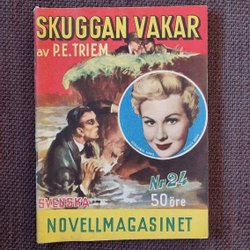 SKUGGAN VAKAR
av P.E. TRIEM
Nr 24
50 öre
SVENSKA
NOVELLMAGASINET